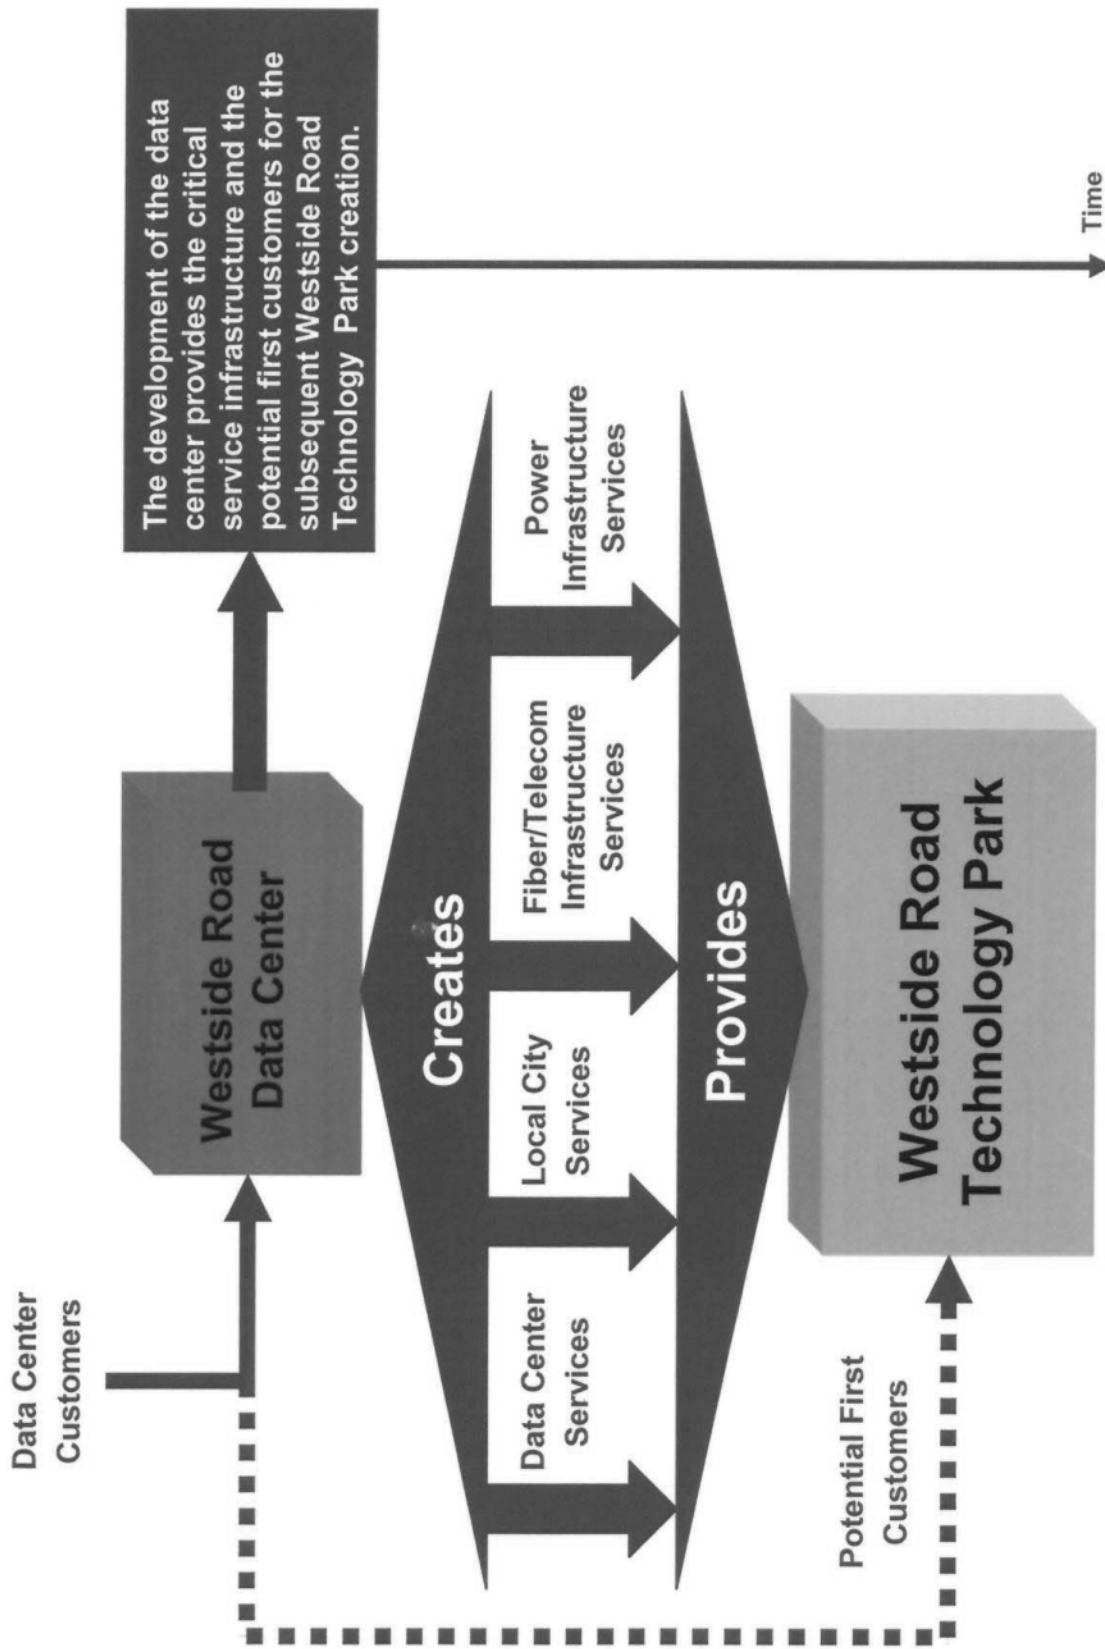 Data Center
Customers
Westside Road
Data Center
The development of the data
center provides the critical
service infrastructure and the
potential first customers for the
subsequent Westside Road
Technology Park creation.
Creates
Data Center
Services
Local City
Services
Fiber/Telecom
Infrastructure
Services
Power
Infrastructure
Services
Provides
Potential First
Customers
Westside Road
Technology Park
Time